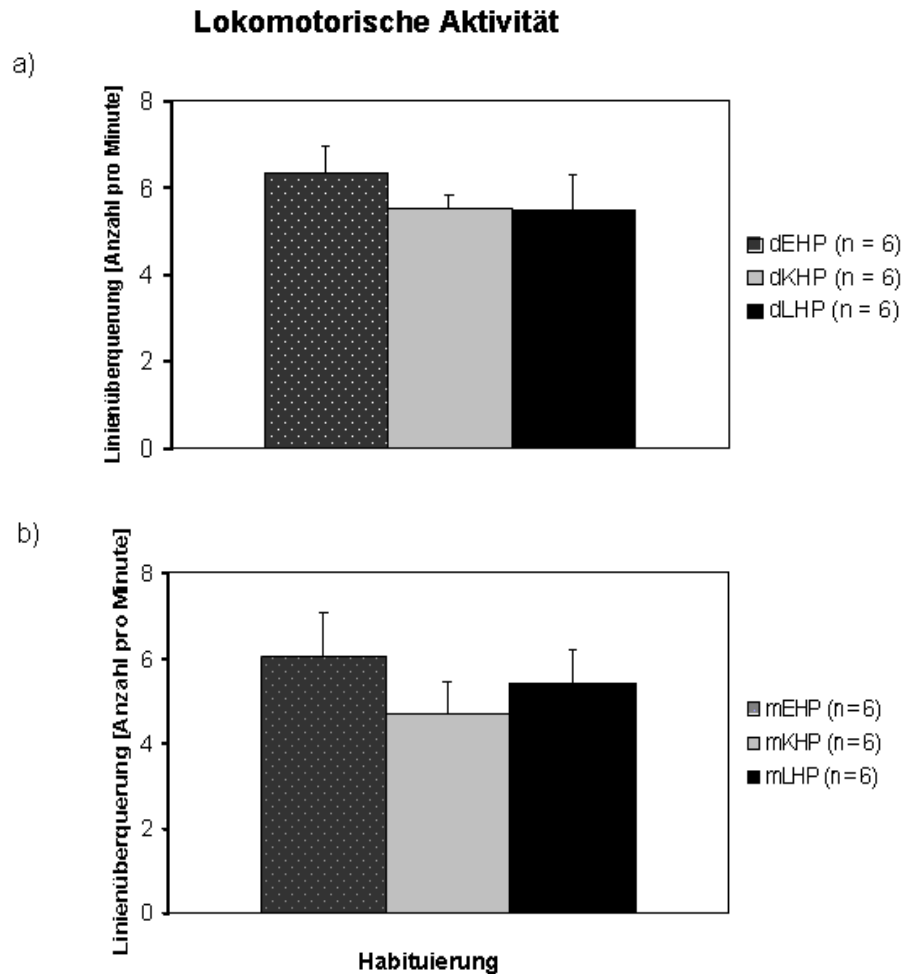 Lokomotorische Aktivität
a)
Linienüberquerung [Anzahl pro Minute]
8
6
4
2
0
dEHP (n = 6)
dKHP (n = 6)
dLHP (n = 6)
b)
Linienüberquerung [Anzahl pro Minute]
8
6
4
2
0
mEHP (n=6)
mKHP (n=6)
mLHP (n=6)
Habituierung